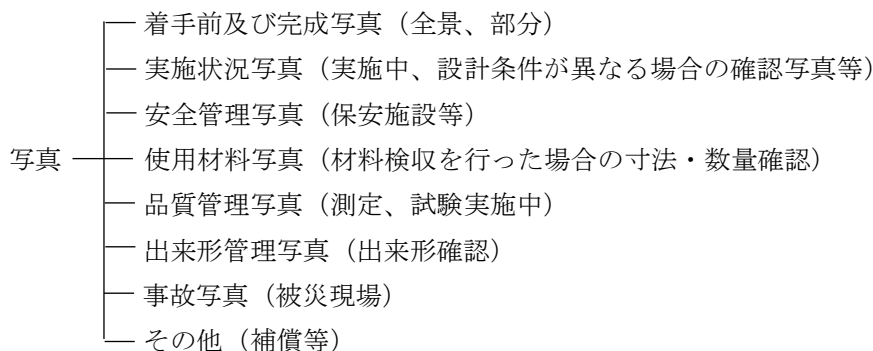 着手前及び完成写真（全景、部分）
実施状況写真（実施中、設計条件が異なる場合の確認写真等）
安全管理写真（保安施設等）
写真
使用材料写真（材料検収を行った場合の寸法・数量確認）
品質管理写真（測定、試験実施中）
出来形管理写真（出来形確認）
事故写真（被災現場）
その他（補償等）